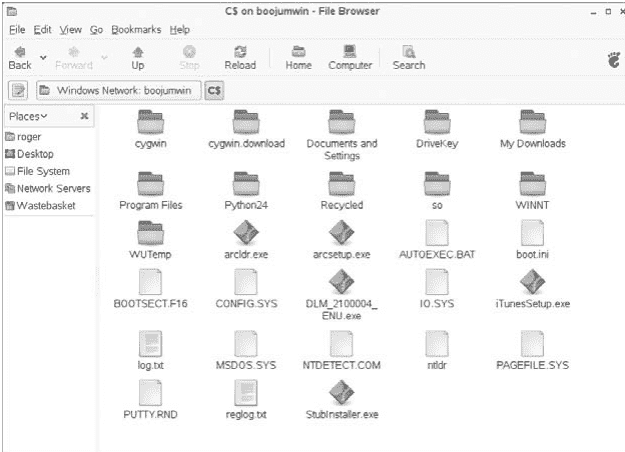 C$ on boojumwin - File Browser
File Edit View Go Bookmarks Help
Back Forward Up Stop Reload Home Computer Search
Windows Network: boojumwin C$
Places
roger
Desktop
File System
Network Servers
Wastebasket
cygwin cygwin.download Documents and Settings DriveKey My Downloads
Program Files Python24 Recycled so WINNT
WUTemp arcldr.exe arcsetup.exe AUTOEXEC.BAT boot.ini
BOOTSECT.F16 CONFIG.SYS DLM_2100004_ENU.exe IO.SYS iTunesSetup.exe
log.txt MSDOS.SYS NTDETECT.COM ntldr PAGEFILE.SYS
PUTTY.RND reglog.txt StubInstaller.exe